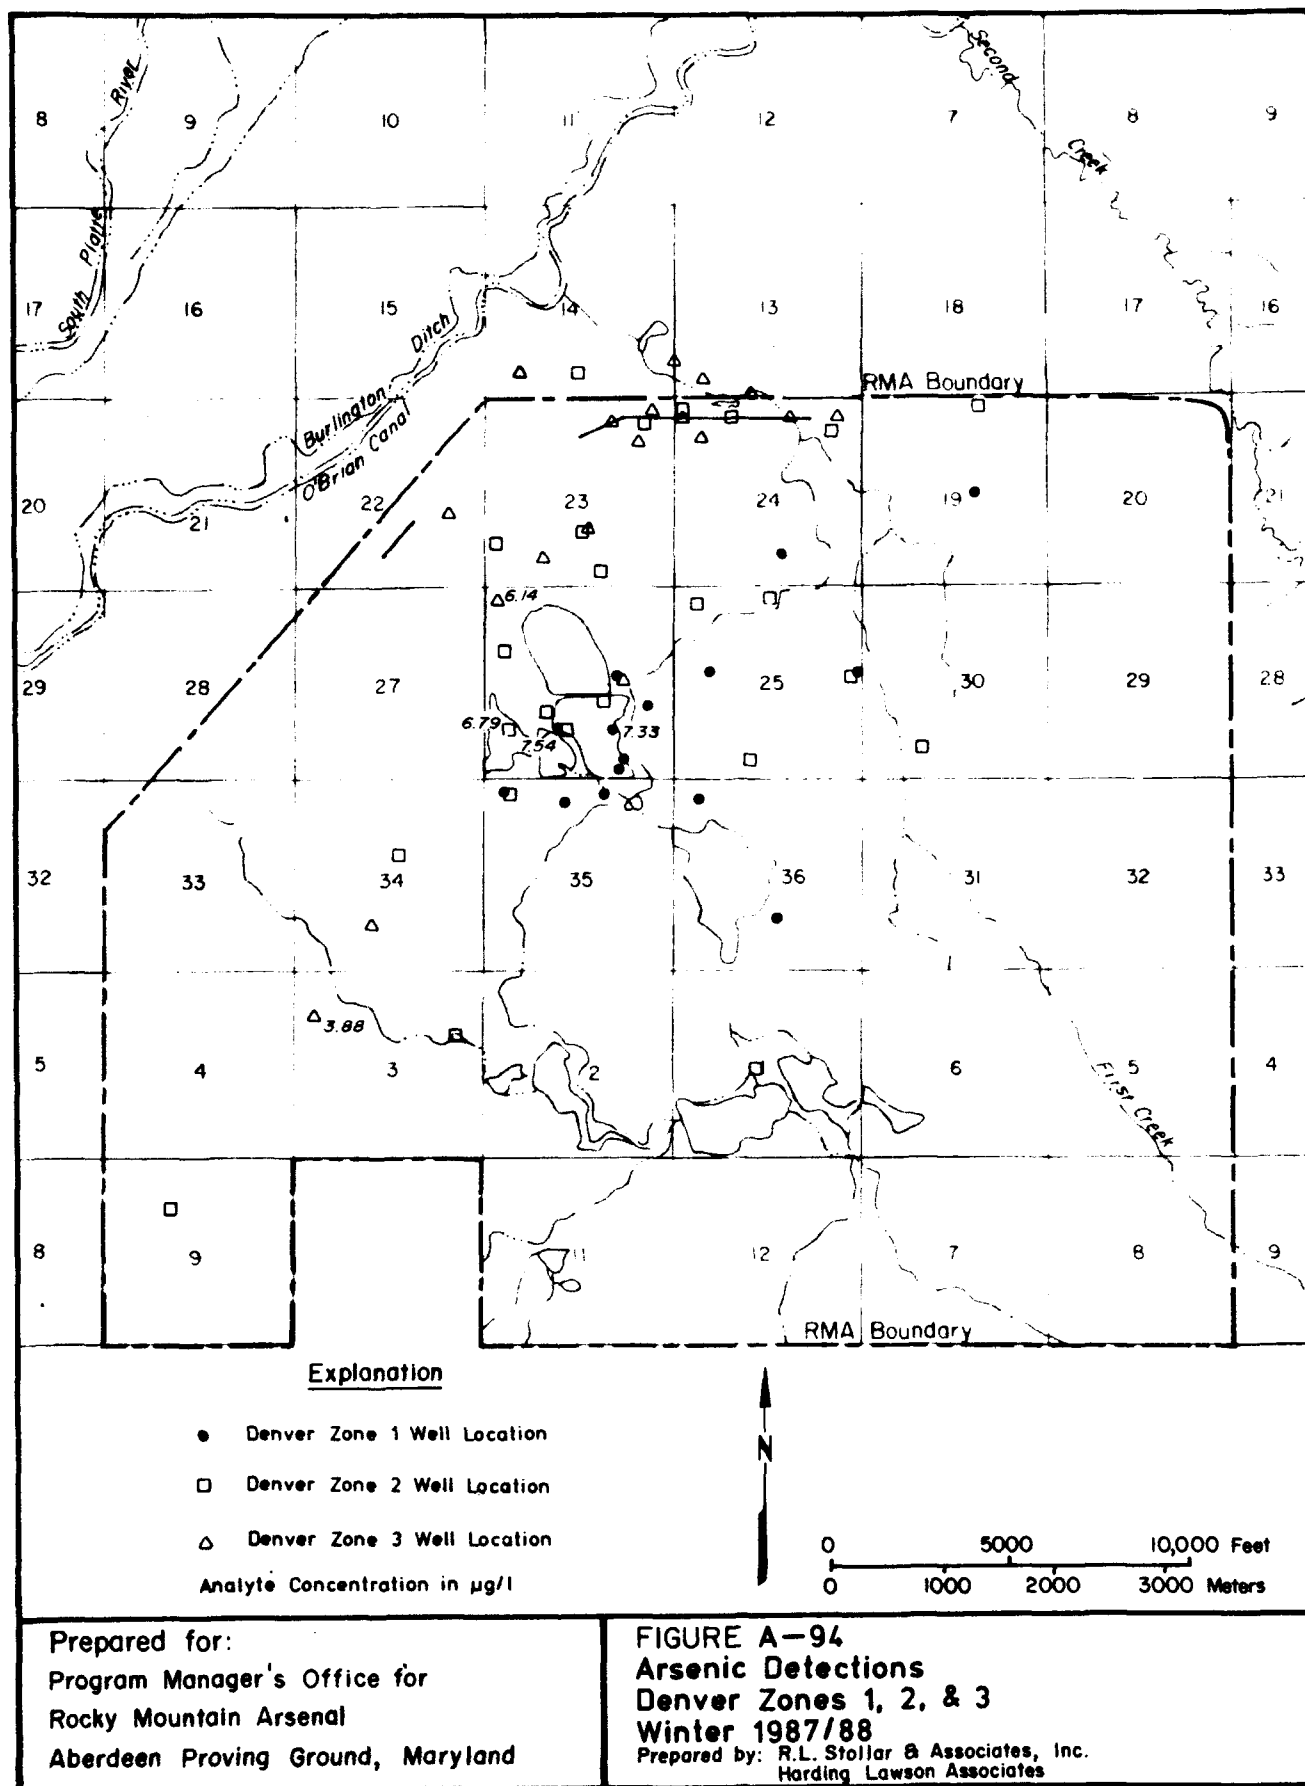 8
9
10
11
12
7
8
9
River
Second
Creek
South Platte
17
16
15
14
13
18
17
16
Ditch
Burlington
O'Brian Canal
RMA Boundary
20
21
22
23
24
19
20
21
6.14
29
28
27
25
30
29
28
6.79
7.54
7.33
32
33
34
35
36
31
32
33
3.88
5
4
3
2
6
5
4
First Creek
8
9
11
12
7
8
9
RMA Boundary
Explanation
Denver Zone 1 Well Location
Denver Zone 2 Well Location
Denver Zone 3 Well Location
Analyte Concentration in µg/l
N
0 5000 10,000 Feet
0 1000 2000 3000 Meters
Prepared for:
Program Manager's Office for
Rocky Mountain Arsenal
Aberdeen Proving Ground, Maryland
FIGURE A-94
Arsenic Detections
Denver Zones 1, 2, & 3
Winter 1987/88
Prepared by: R.L. Stollar & Associates, Inc.
Harding Lawson Associates